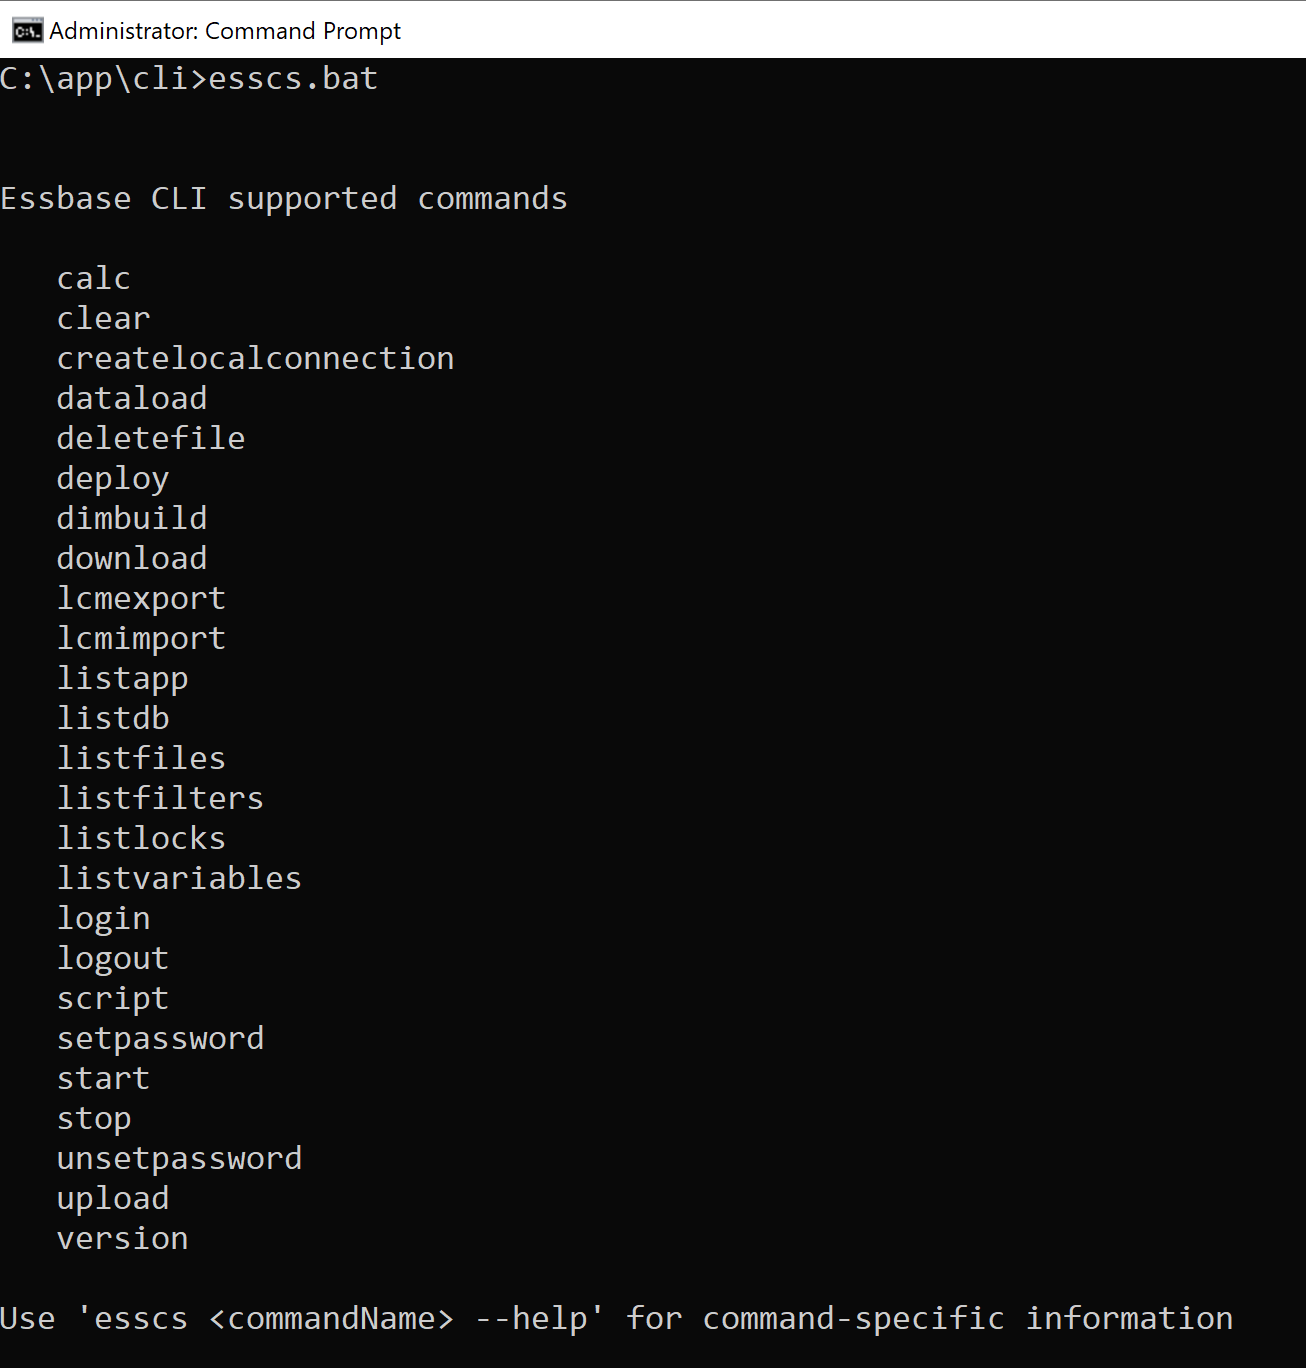 Administrator: Command Prompt
C:\app\cli>esscs.bat
Essbase CLI supported commands
calc
clear
createlocalconnection
dataload
deletefile
deploy
dimbuild
download
lcmexport
lcmimport
listapp
listdb
listfiles
listfilters
listlocks
listvariables
login
logout
script
setpassword
start
stop
unsetpassword
upload
version
Use 'esscs <commandName> --help' for command-specific information